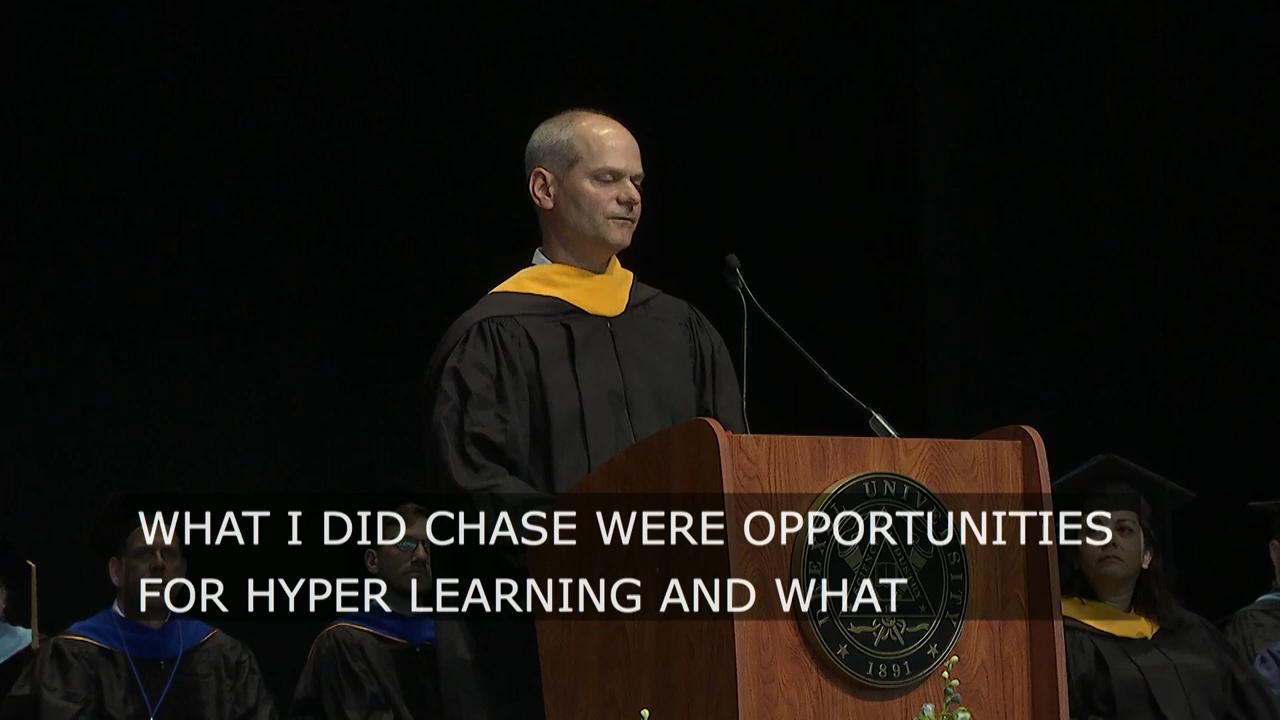 WHAT I DID CHASE WERE OPPORTUNITIES
FOR HYPER LEARNING AND WHAT
1891